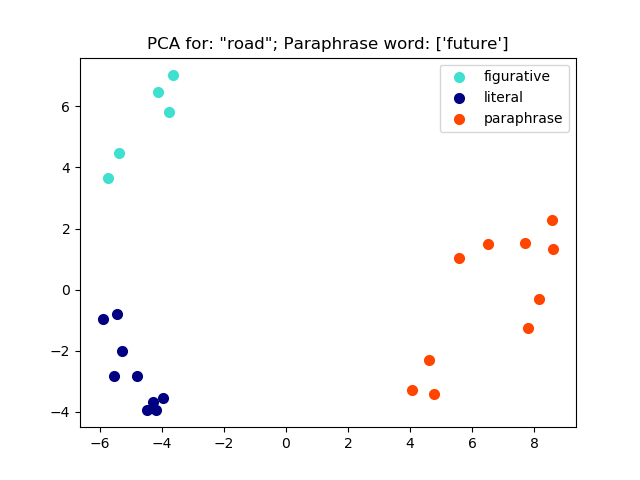 PCA for: "road"; Paraphrase word: ['future']
figurative
literal
paraphrase
6
4
2
0
−2
−4
−6 −4 −2 0 2 4 6 8